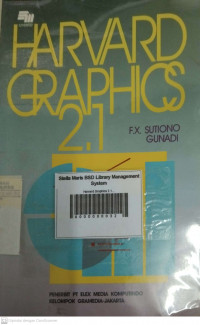 HARVARD
GRAPHICS
2.1
F.X. SUTIONO
GUNADI
Stella Maris BSD Library Management
System
PENERBIT PT ELEX MEDIA KOMPUTINDO
KELOMPOK GRAMEDIA-JAKARTA